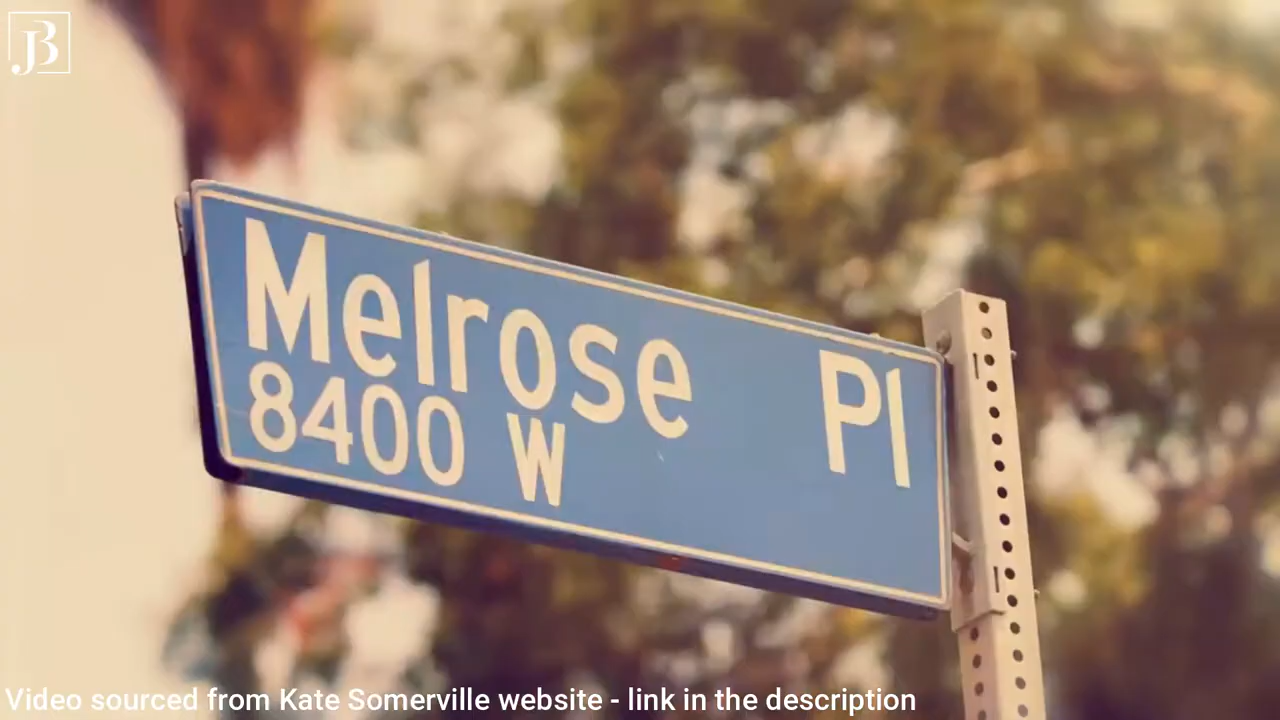 JB
Melrose Pl
8400 W
Video sourced from Kate Somerville website - link in the description